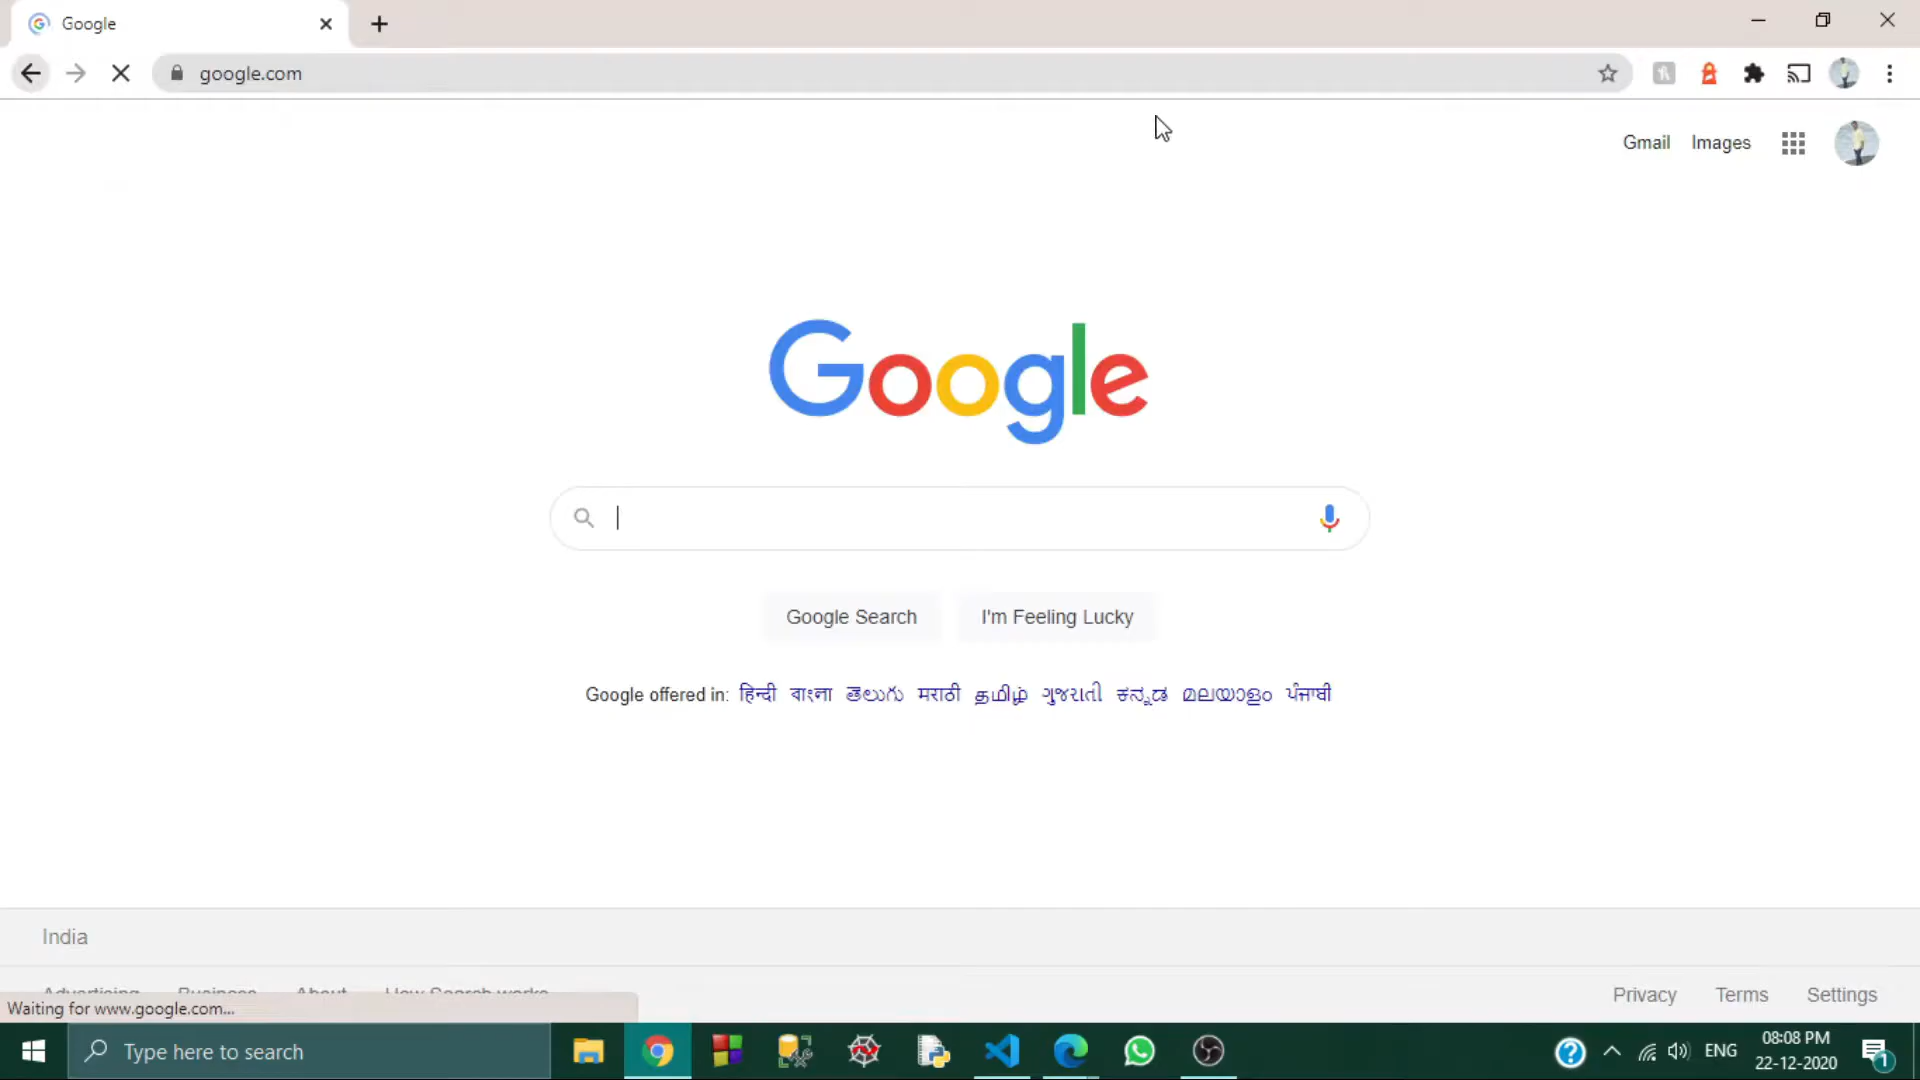 Google
google.com
Gmail Images
Google
Google Search I'm Feeling Lucky
Google offered in: हिन्दी বাংলা తెలుగు मराठी தமிழ் ગુજરાતી ಕನ್ನಡ മലയാളം ਪੰਜਾਬੀ
India
Advertising Business About How Search works
Privacy Terms Settings
Waiting for www.google.com...
Type here to search
ENG
08:08 PM
22-12-2020
1